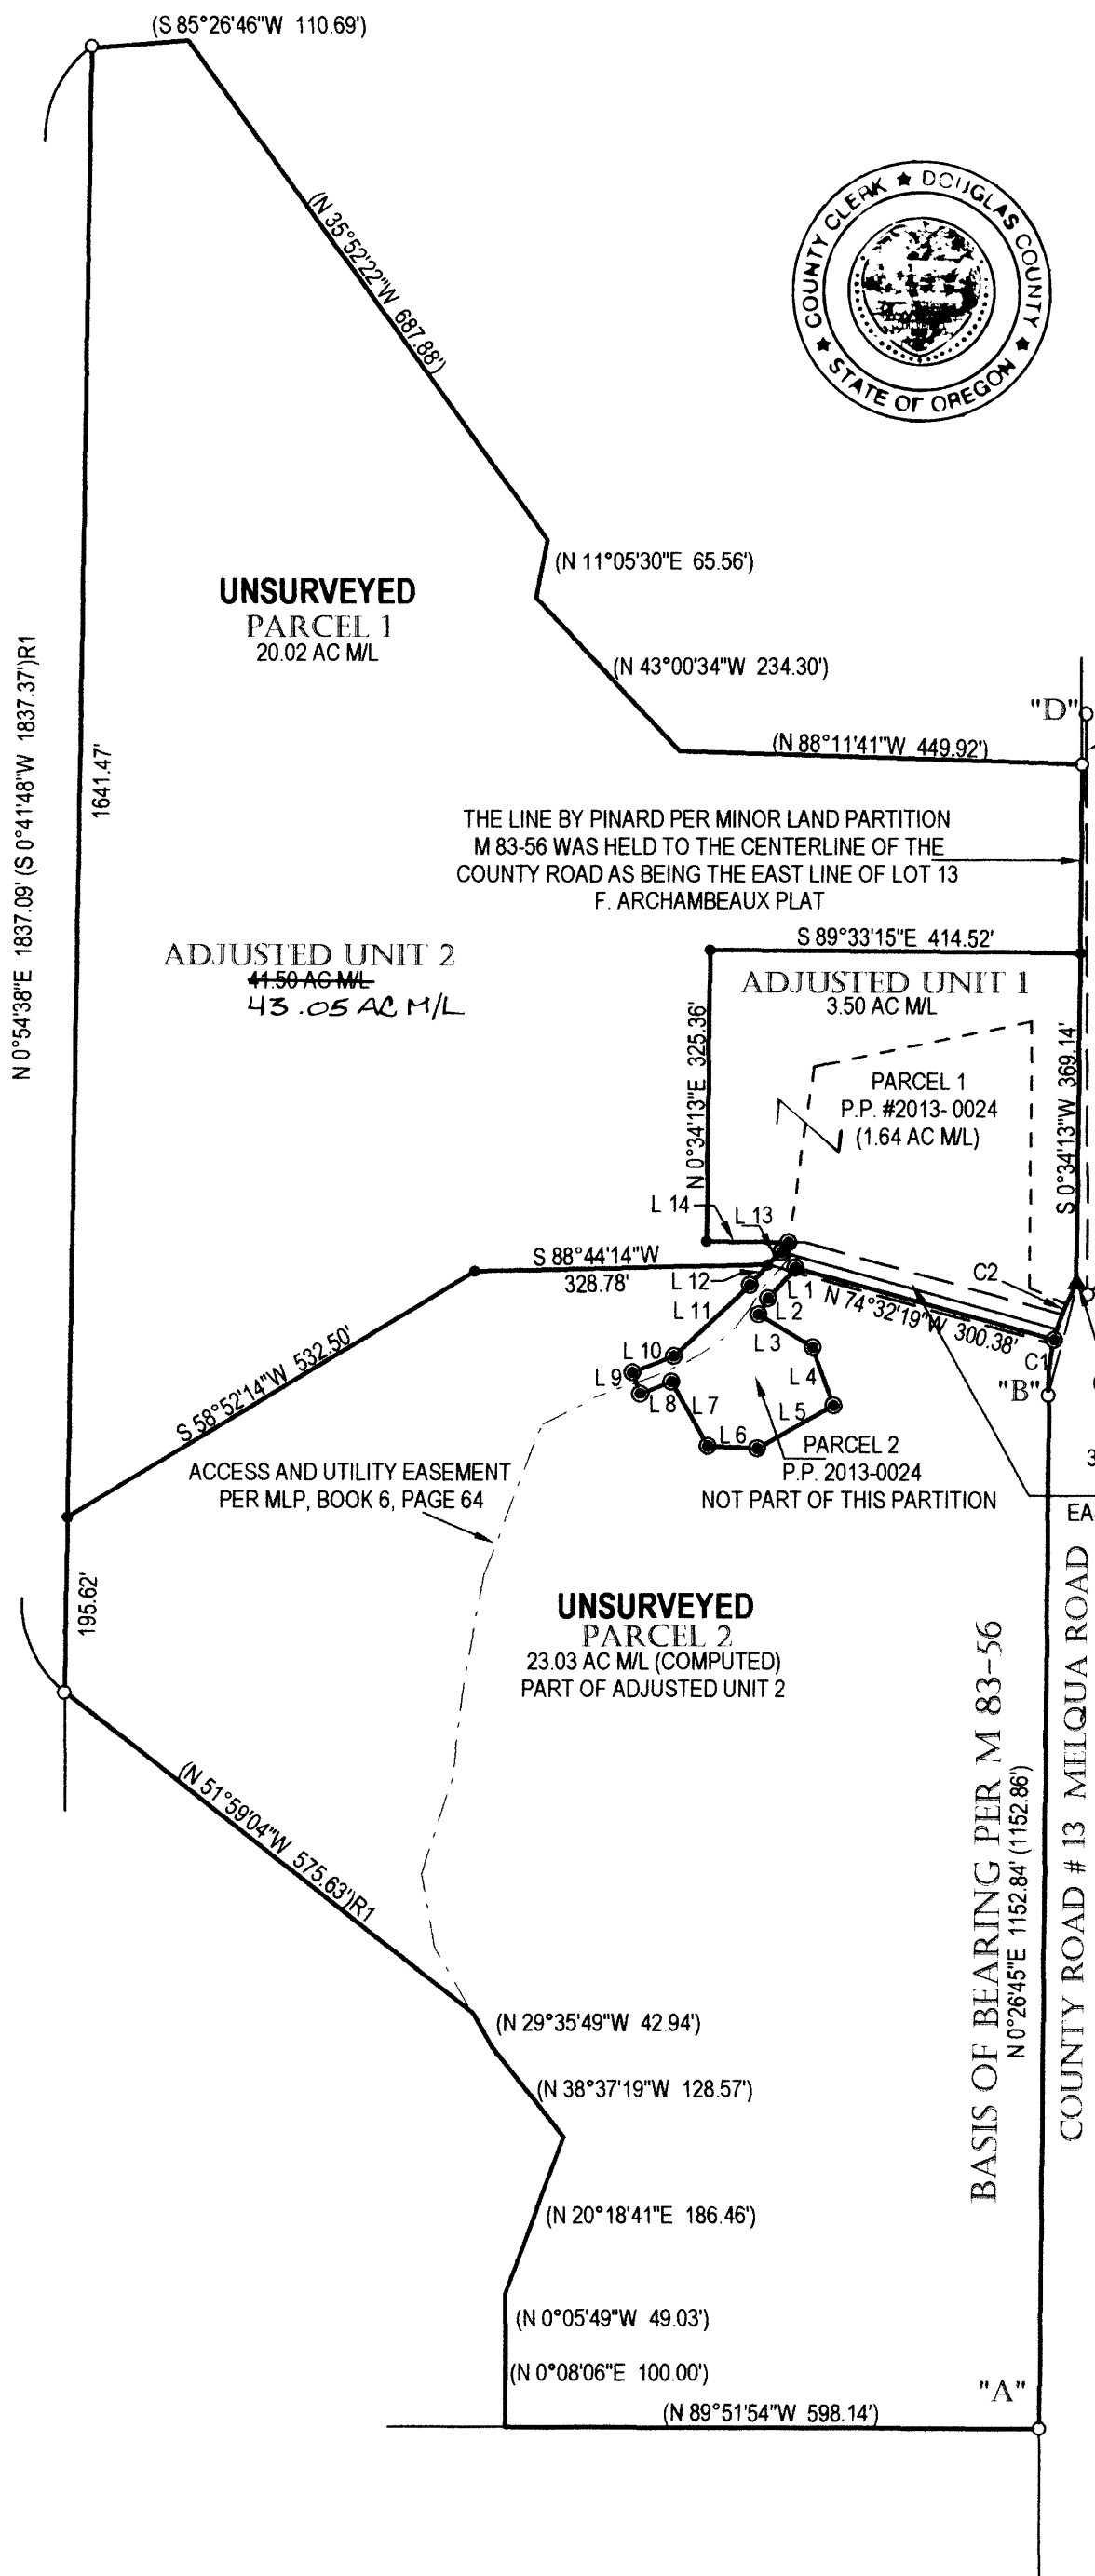 (S 85°26'46"W 110.69')
(N 35°52'22"W 687.88')
COUNTY CLERK ★ DOUGLAS COUNTY ★ STATE OF OREGON ★
(N 11°05'30"E 65.56')
UNSURVEYED
PARCEL 1
20.02 AC M/L
(N 43°00'34"W 234.30')
"D"
(N 88°11'41"W 449.92')
N 0°54'38"E 1837.09' (S 0°41'48"W 1837.37')R1
1641.47'
THE LINE BY PINARD PER MINOR LAND PARTITION
M 83-56 WAS HELD TO THE CENTERLINE OF THE
COUNTY ROAD AS BEING THE EAST LINE OF LOT 13
F. ARCHAMBEAUX PLAT
ADJUSTED UNIT 2
41.50 AC M/L
43.05 AC M/L
S 89°33'15"E 414.52'
ADJUSTED UNIT 1
3.50 AC M/L
N 0°34'13"E 325.36'
PARCEL 1
P.P. #2013-0024
(1.64 AC M/L)
S 0°34'13"W 369.14'
L 14
L 13
S 88°44'14"W
328.78'
L 12
L 11
L 1
L 2
N 74°32'19"W 300.38'
C2
C1
L 3
L 10
L 9
L 4
"B"
L 8
L 7
L 5
L 6
S 58°52'14"W 532.50'
PARCEL 2
P.P. 2013-0024
NOT PART OF THIS PARTITION
3
EA
ACCESS AND UTILITY EASEMENT
PER MLP, BOOK 6, PAGE 64
195.62'
UNSURVEYED
PARCEL 2
23.03 AC M/L (COMPUTED)
PART OF ADJUSTED UNIT 2
(N 51°59'04"W 575.63')R1
BASIS OF BEARING PER M 83-56
N 0°26'45"E 1152.84' (1152.86')
COUNTY ROAD # 13 MELQUA ROAD
(N 29°35'49"W 42.94')
(N 38°37'19"W 128.57')
(N 20°18'41"E 186.46')
(N 0°05'49"W 49.03')
(N 0°08'06"E 100.00')
"A"
(N 89°51'54"W 598.14')